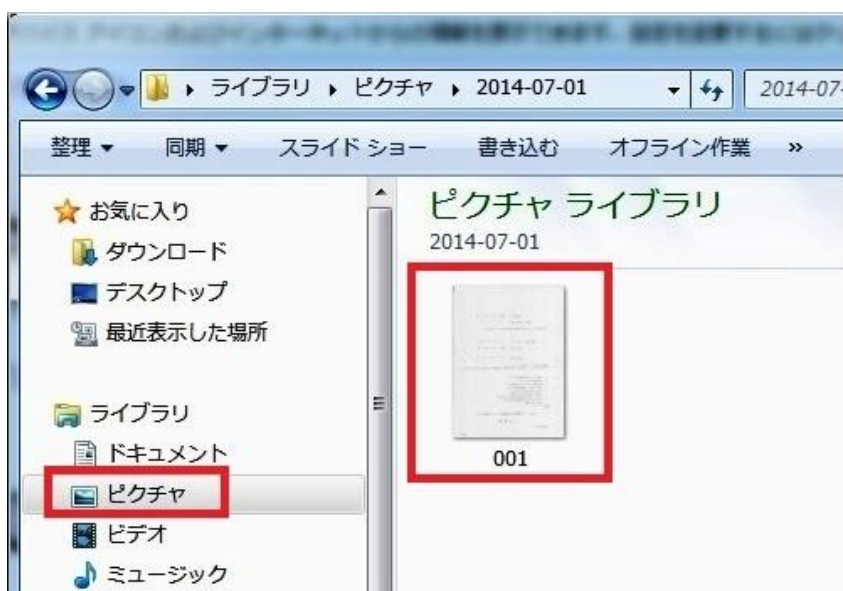 ライブラリ ▸ ピクチャ ▸ 2014-07-01
2014-07-
整理 ▼ 同期 ▼ スライド ショー 書き込む オフライン作業 »
お気に入り
ダウンロード
デスクトップ
最近表示した場所
ライブラリ
ドキュメント
ピクチャ
ビデオ
ミュージック
ピクチャ ライブラリ
2014-07-01
001